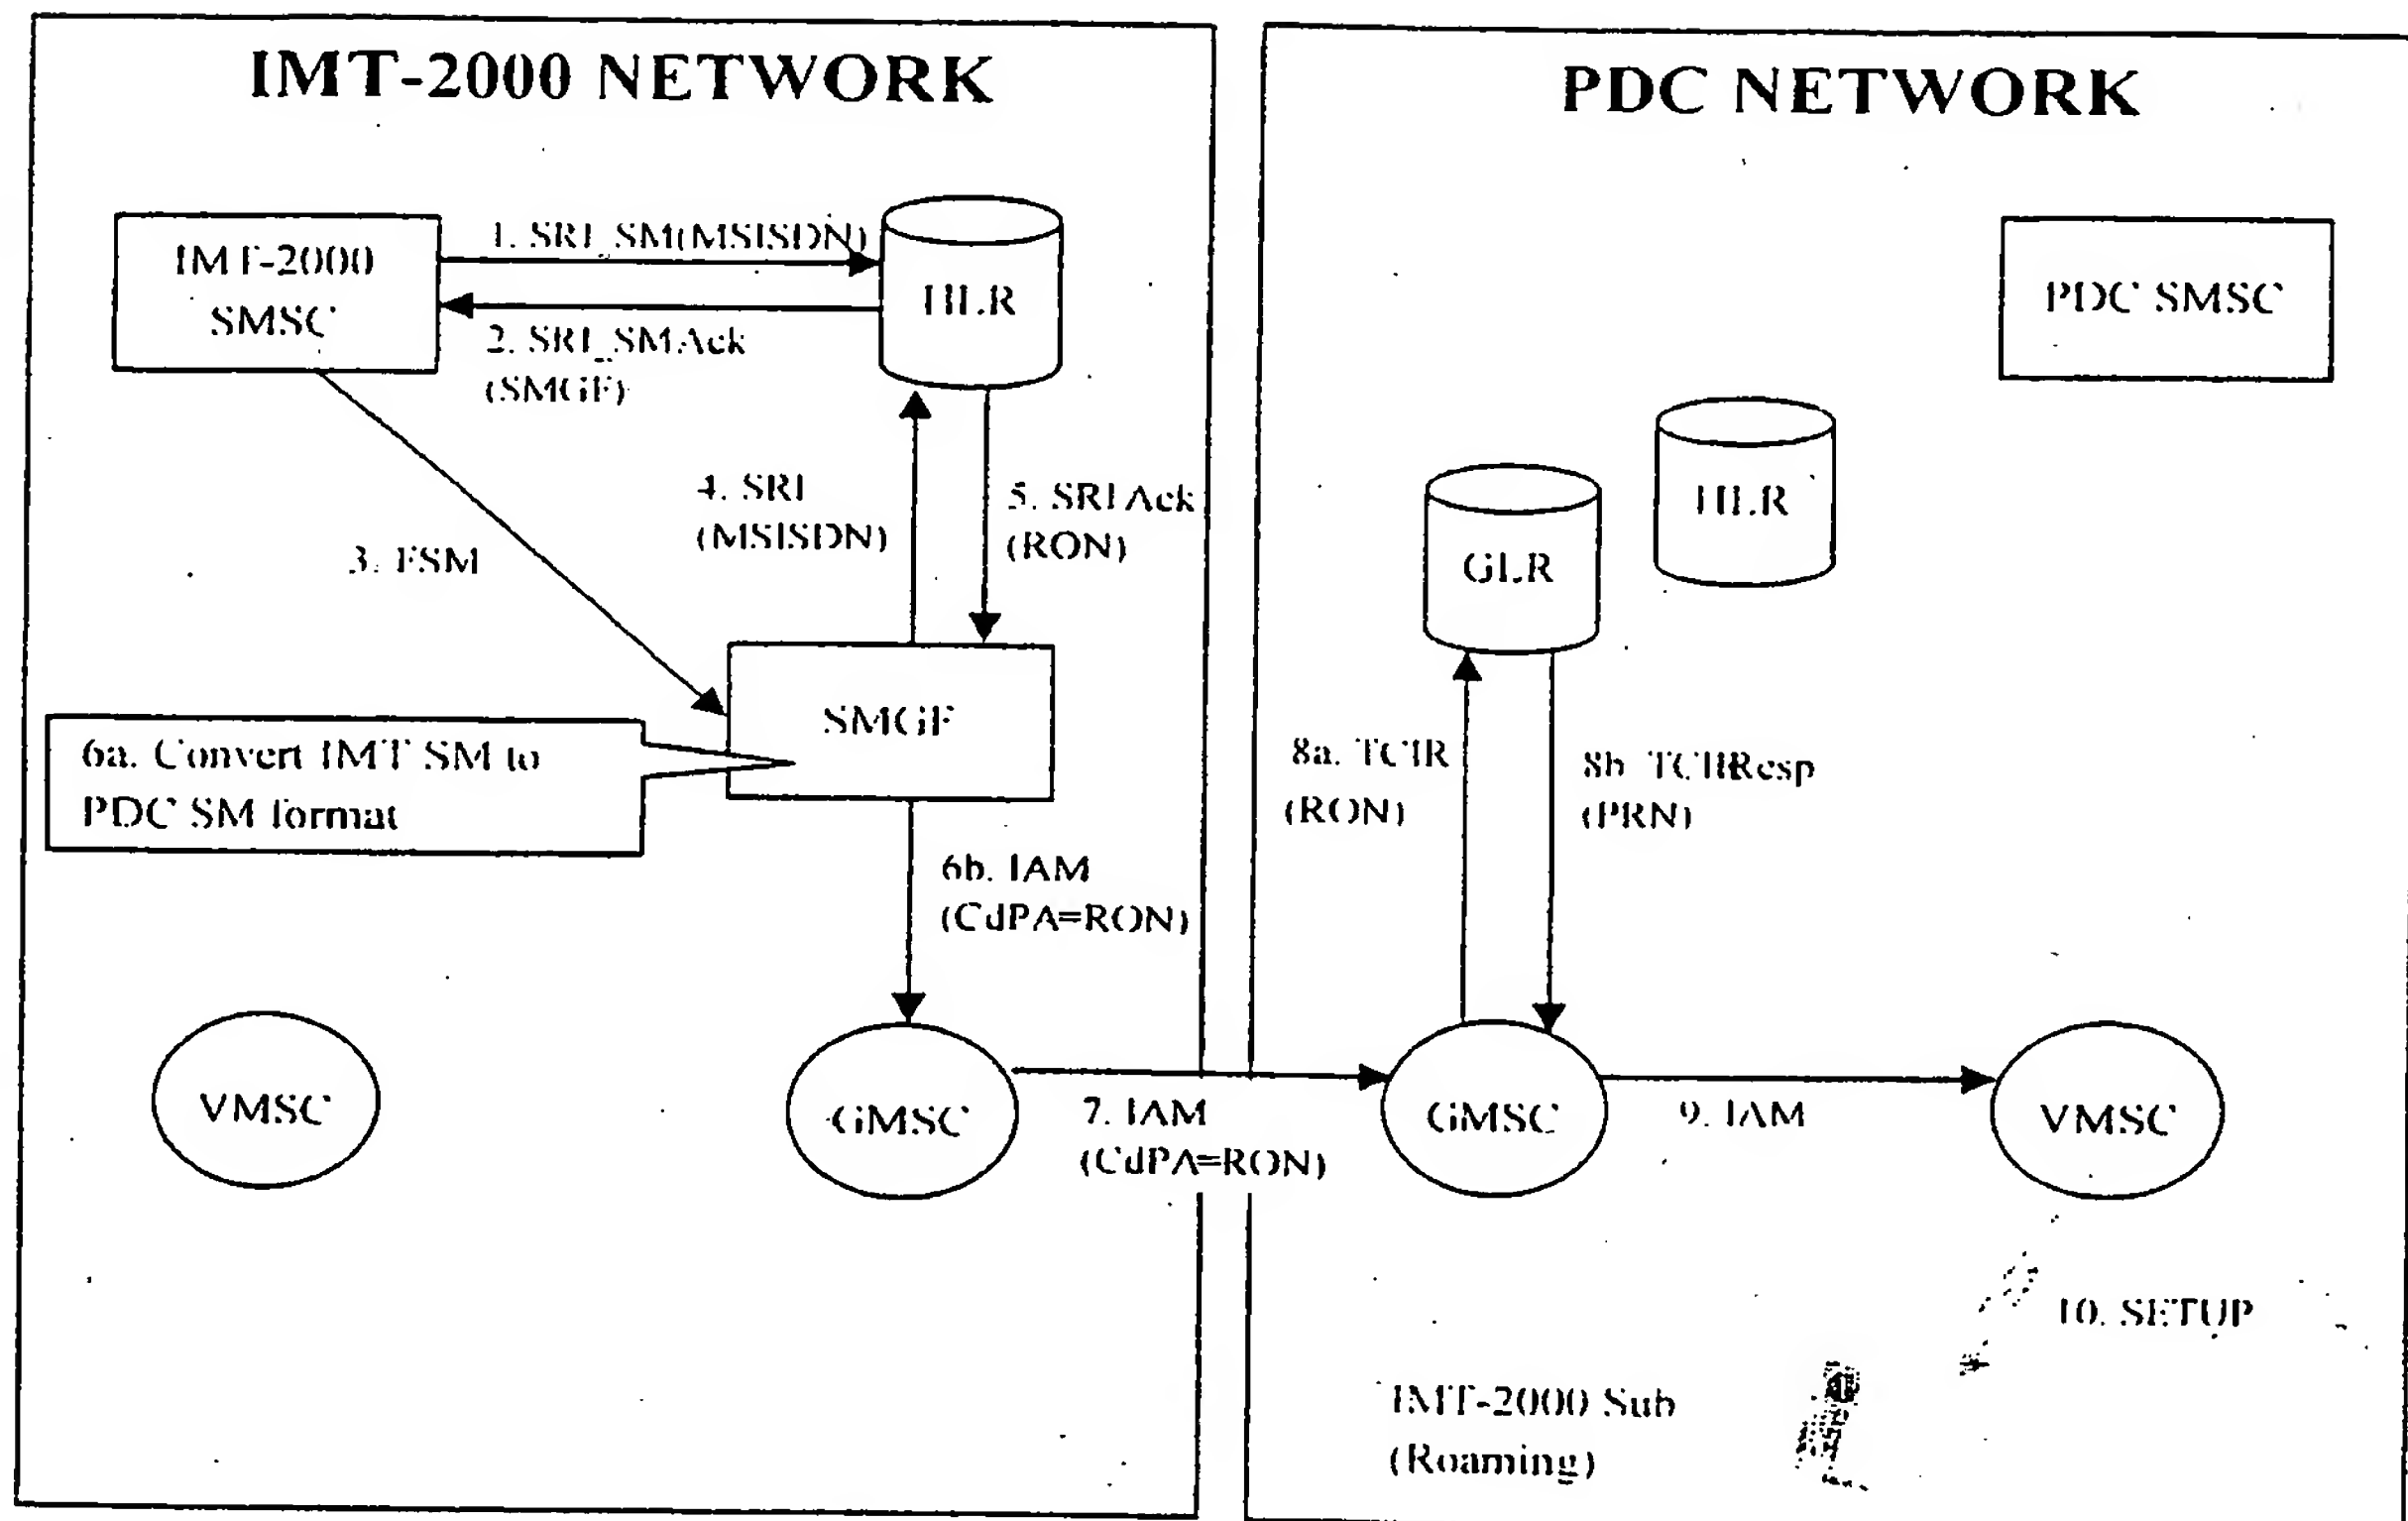 IMT-2000 NETWORK
IMT-2000
SMSC
1. SRI_SM(MSISDN)
2. SRI_SMAck
(SMGF)
HLR
3. FSM
4. SRI
(MSISDN)
5. SRI Ack
(RON)
SMGF
6a. Convert IMT SM to
PDC SM format
6b. IAM
(CdPA=RON)
VMSC
GMSC
7. IAM
(CdPA=RON)
PDC NETWORK
PDC SMSC
HLR
GLR
8a. TCIR
(RON)
8b. TCIRResp
(PRN)
GMSC
9. IAM
VMSC
10. SETUP
IMT-2000 Sub
(Roaming)